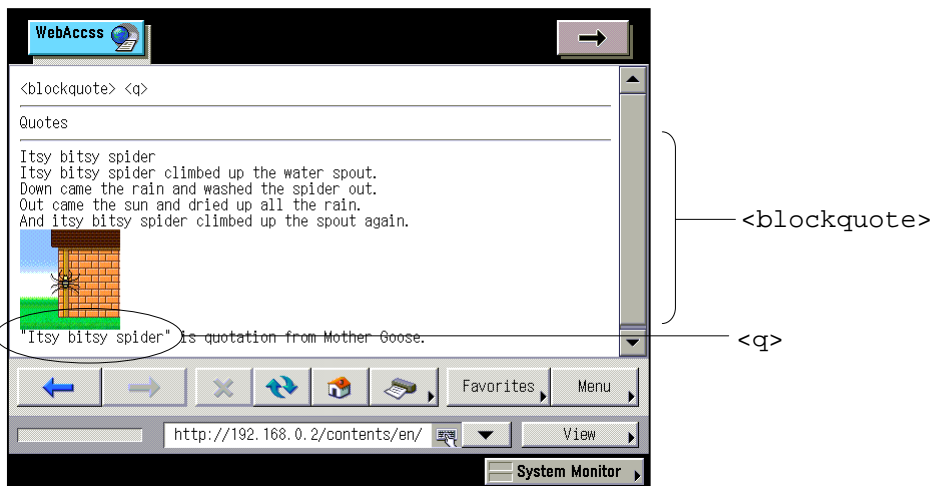 WebAccss
<blockquote> <q>
Quotes
Itsy bitsy spider
Itsy bitsy spider climbed up the water spout.
Down came the rain and washed the spider out.
Out came the sun and dried up all the rain.
And itsy bitsy spider climbed up the spout again.
<blockquote>
"Itsy bitsy spider" is quotation from Mother Goose.
<q>
Favorites
Menu
http://192.168.0.2/contents/en/
View
System Monitor